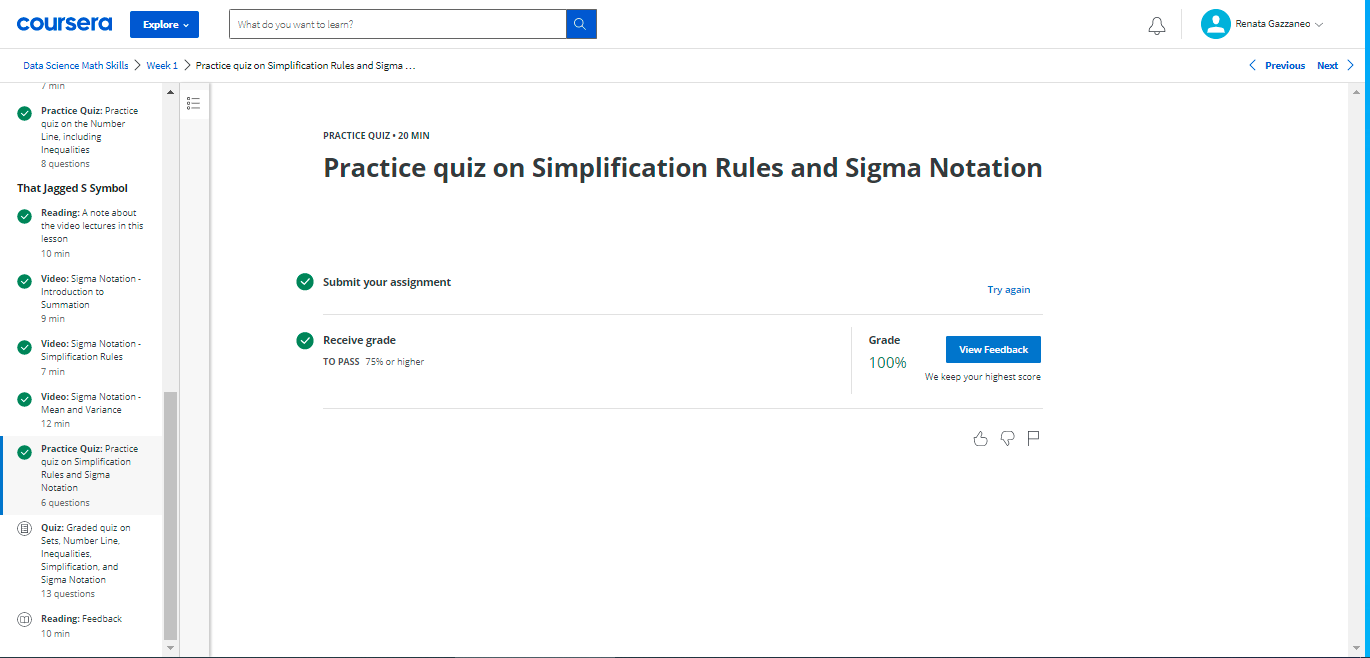 coursera
Explore
What do you want to learn?
Renata Gazzaneo
Data Science Math Skills > Week 1 > Practice quiz on Simplification Rules and Sigma ...
Previous
Next
7 min
Practice Quiz: Practice
quiz on the Number
Line, including
Inequalities
8 questions
That Jagged S Symbol
Reading: A note about
the video lectures in this
lesson
10 min
Video: Sigma Notation -
Introduction to
Summation
9 min
Video: Sigma Notation -
Simplification Rules
7 min
Video: Sigma Notation -
Mean and Variance
12 min
Practice Quiz: Practice
quiz on Simplification
Rules and Sigma
Notation
6 questions
Quiz: Graded quiz on
Sets, Number Line,
Inequalities,
Simplification, and
Sigma Notation
13 questions
Reading: Feedback
10 min
PRACTICE QUIZ • 20 MIN
Practice quiz on Simplification Rules and Sigma Notation
Submit your assignment
Try again
Receive grade
TO PASS 75% or higher
Grade
100%
View Feedback
We keep your highest score